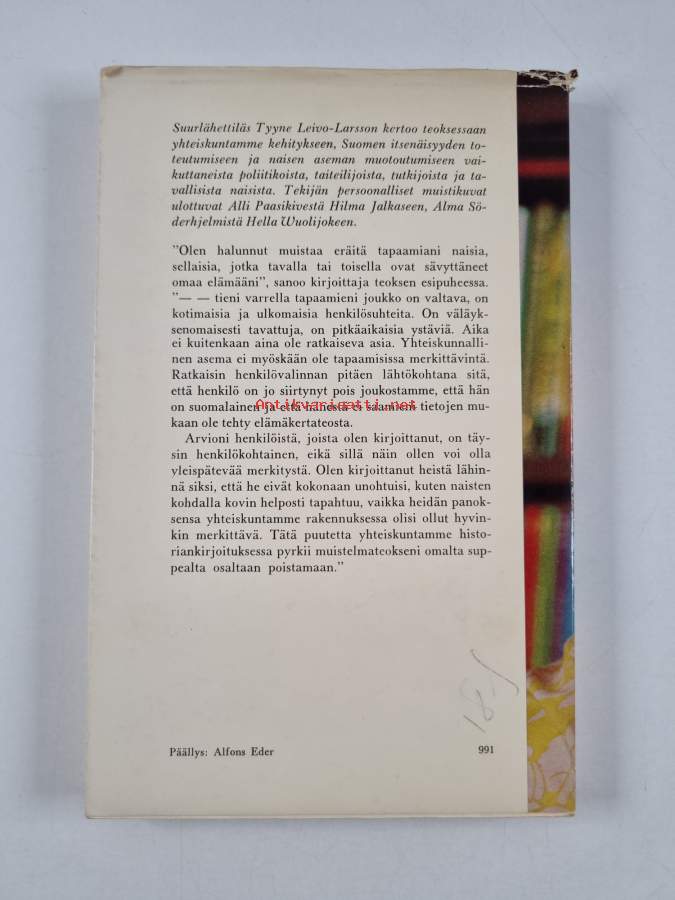 Suurlähettiläs Tyyne Leivo-Larsson kertoo teoksessaan
yhteiskuntamme kehitykseen, Suomen itsenäisyyden to-
teutumiseen ja naisen aseman muotoutumiseen vai-
kuttaneista poliitikoista, taiteilijoista, tutkijoista ja ta-
vallisista naisista. Tekijän persoonalliset muistikuvat
ulottuvat Alli Paasikivestä Hilma Jalkaseen, Alma Sö-
derhjelmistä Hella Wuolijokeen.
"Olen halunnut muistaa eräitä tapaamiani naisia,
sellaisia, jotka tavalla tai toisella ovat sävyttäneet
omaa elämääni", sanoo kirjoittaja teoksen esipuheessa.
"— — tieni varrella tapaamieni joukko on valtava, on
kotimaisia ja ulkomaisia henkilösuhteita. On väläyk-
senomaisesti tavattuja, on pitkäaikaisia ystäviä. Aika
ei kuitenkaan aina ole ratkaiseva asia. Yhteiskunnalli-
nen asema ei myöskään ole tapaamisissa merkittävintä.
Ratkaisin henkilövalinnan pitäen lähtökohtana sitä,
että henkilö on jo siirtynyt pois joukostamme, että hän
on suomalainen ja että hänestä ei saamieni tietojen mu-
Antikvariaatti.net
kaan ole tehty elämäkertateosta.
Arvioni henkilöistä, joista olen kirjoittanut, on täy-
sin henkilökohtainen, eikä sillä näin ollen voi olla
yleispätevää merkitystä. Olen kirjoittanut heistä lähin-
nä siksi, että he eivät kokonaan unohtuisi, kuten naisten
kohdalla kovin helposti tapahtuu, vaikka heidän panok-
sensa yhteiskuntamme rakennuksessa olisi ollut hyvin-
kin merkittävä. Tätä puutetta yhteiskuntamme histo-
riankirjoituksessa pyrkii muistelmateokseni omalta sup-
pealta osaltaan poistamaan."
Päällys: Alfons Eder
991